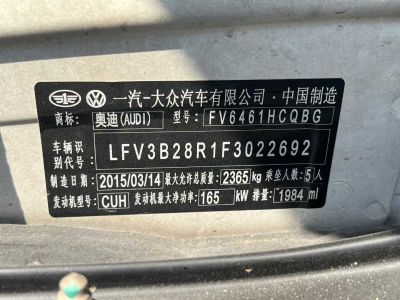 一汽-大众汽车有限公司·中国制造
商标: 奥迪(AUDI) 型号: FV6461HCQBG
车辆识别代号: LFV3B28R1F3022692
制造日期: 2015/03/14 最大允许总质量: 2365kg 乘坐人数: 5人
发动机型号: CUH 发动机最大净功率: 165 kW 排量: 1984 ml